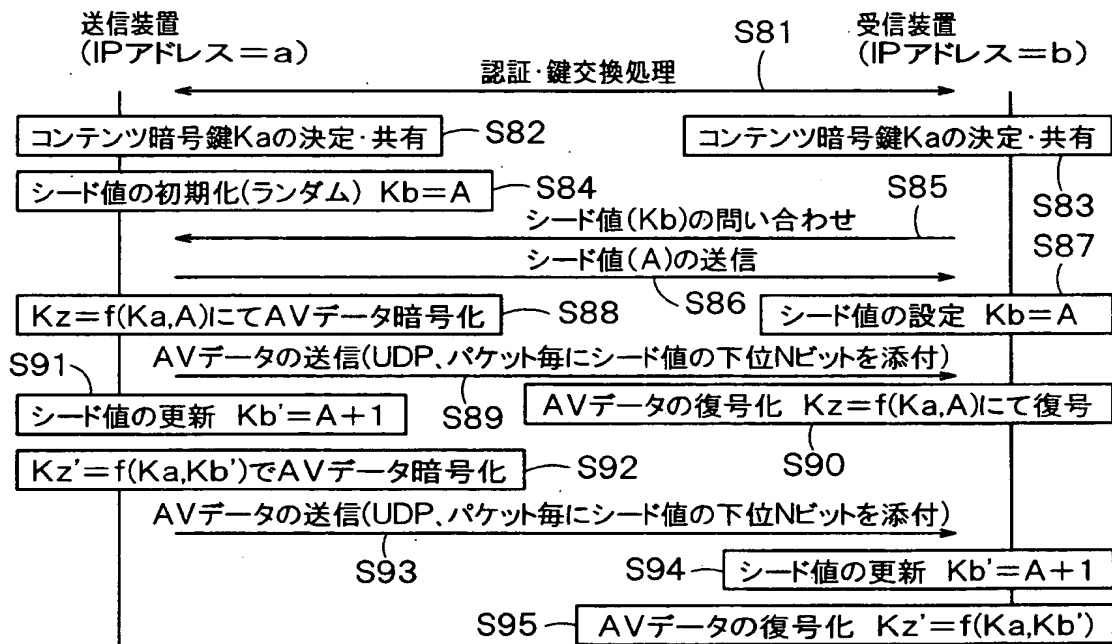 送信装置
(IPアドレス=a)
S81
受信装置
(IPアドレス=b)
認証・鍵交換処理
コンテンツ暗号鍵Kaの決定・共有
S82
コンテンツ暗号鍵Kaの決定・共有
S83
シード値の初期化(ランダム) Kb=A
S84
S85
シード値(Kb)の問い合わせ
S87
シード値(A)の送信
S86
Kz=f(Ka,A)にてAVデータ暗号化
S88
シード値の設定 Kb=A
S91
AVデータの送信(UDP、パケット毎にシード値の下位Nビットを添付)
S89
シード値の更新 Kb'=A+1
AVデータの復号化 Kz=f(Ka,A)にて復号
S90
Kz'=f(Ka,Kb')でAVデータ暗号化
S92
AVデータの送信(UDP、パケット毎にシード値の下位Nビットを添付)
S93
S94
シード値の更新 Kb'=A+1
S95
AVデータの復号化 Kz'=f(Ka,Kb')